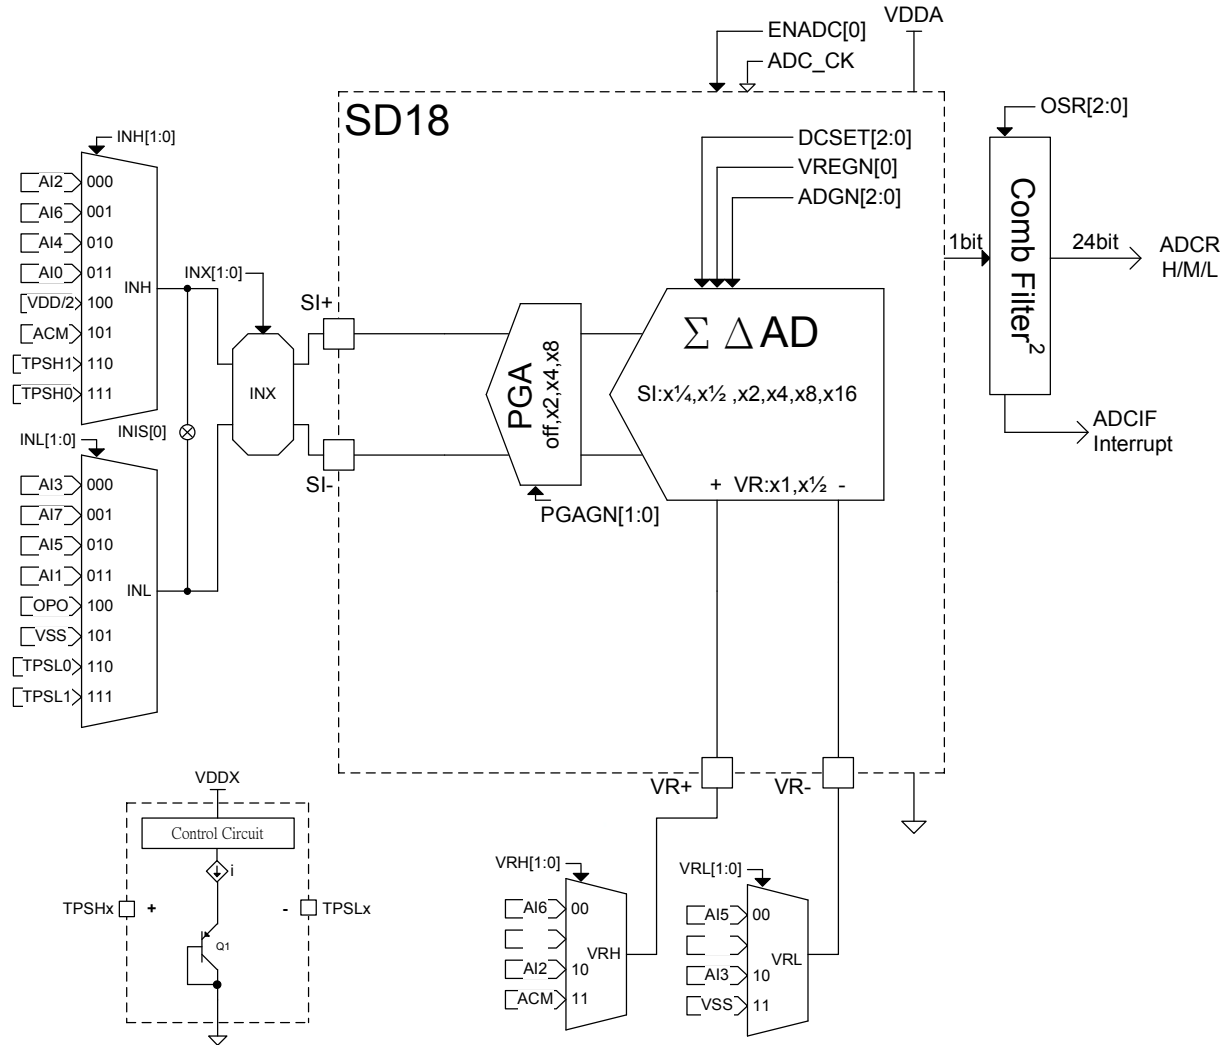 ENADC[0]
VDDA
ADC_CK
SD18
OSR[2:0]
INH[1:0]
DCSET[2:0]
VREGN[0]
ADGN[2:0]
AI2 000
AI6 001
AI4 010
AI0 011
VDD/2 100
ACM 101
TPSH1 110
TPSH0 111
INH
INX[1:0]
SI+
INX
INIS[0]
SI-
PGA
off,x2,x4,x8
PGAGN[1:0]
Σ Δ AD
SI:x¼,x½ ,x2,x4,x8,x16
+ VR:x1,x½ -
1bit
Comb Filter²
24bit
ADCR
H/M/L
ADCIF
Interrupt
INL[1:0]
AI3 000
AI7 001
AI5 010
AI1 011
OPO 100
VSS 101
TPSL0 110
TPSL1 111
INL
VR+
VR-
VDDX
Control Circuit
i
TPSHx
+
-
TPSLx
Q1
VRH[1:0]
AI6 00
AI2 10
ACM 11
VRH
VRL[1:0]
AI5 00
AI3 10
VSS 11
VRL